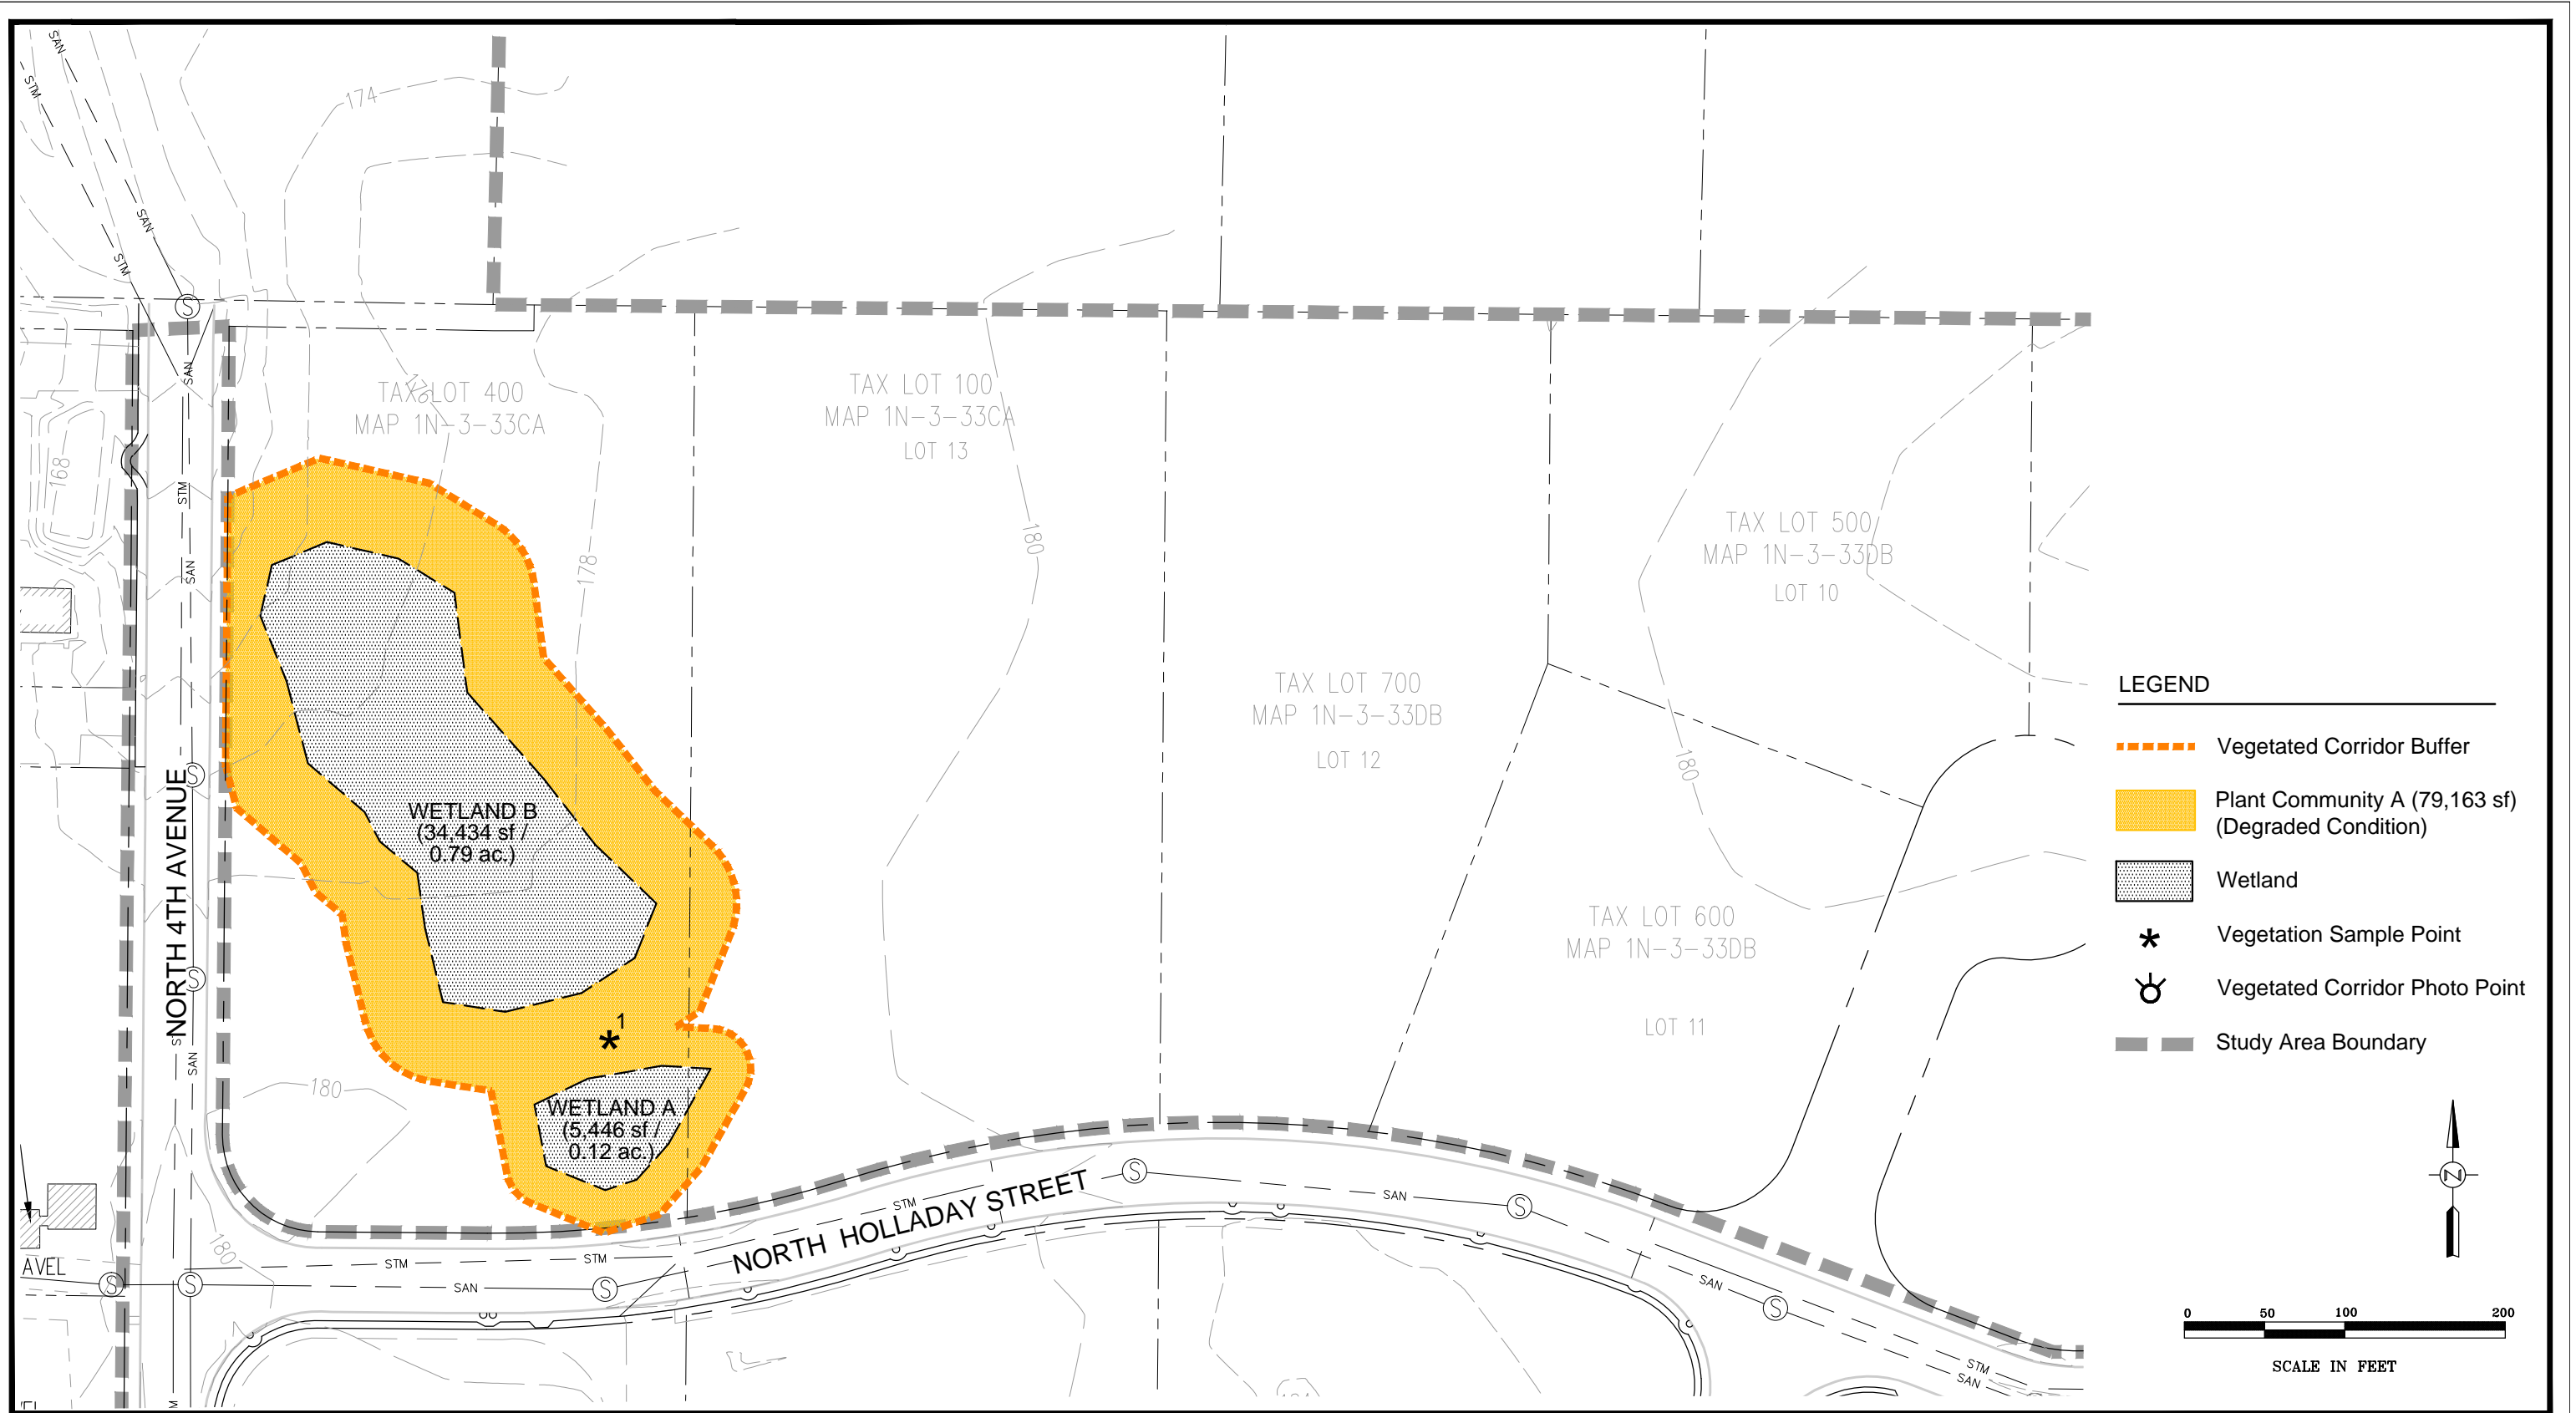 SAN
STM
SAN
STM
174
S
SAN
TAX LOT 400
MAP 1N-3-33CA
TAX LOT 100
MAP 1N-3-33CA
LOT 13
168
STM
SAN
178
180
TAX LOT 500
MAP 1N-3-33DB
LOT 10
TAX LOT 700
MAP 1N-3-33DB
LOT 12
180
S
WETLAND B
(34,434 sf /
0.79 ac.)
NORTH 4TH AVENUE
S
SAN
TAX LOT 600
MAP 1N-3-33DB
LOT 11
1
180
WETLAND A
(5,446 sf /
0.12 ac.)
180
STM
STM
STM
NORTH HOLLADAY STREET
S
SAN
S
AVEL
S
S
SAN
S
SAN
S
STM
SAN
LEGEND
Vegetated Corridor Buffer
Plant Community A (79,163 sf)
(Degraded Condition)
Wetland
Vegetation Sample Point
Vegetated Corridor Photo Point
Study Area Boundary
N
0 50 100 200
SCALE IN FEET